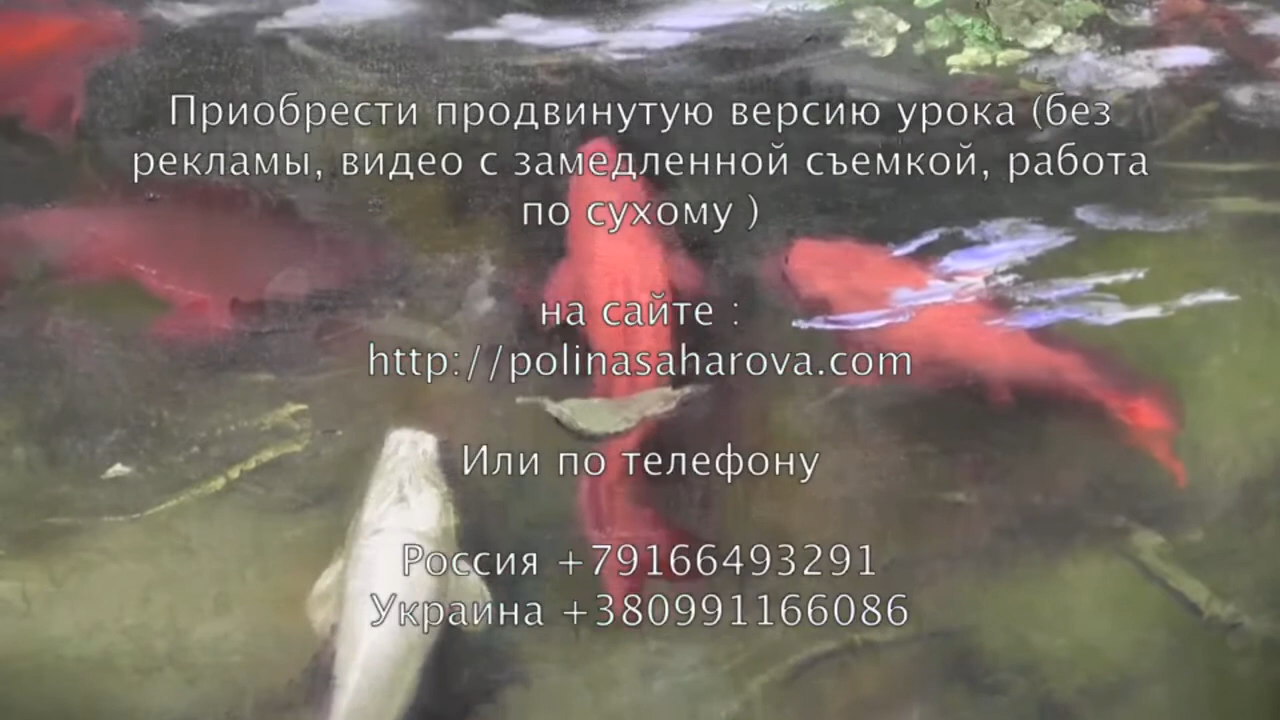 Приобрести продвинутую версию урока (без
рекламы, видео с замедленной съемкой, работа
по сухому )
на сайте :
http://polinasaharova.com
Или по телефону
Россия +79166493291
Украина +380991166086